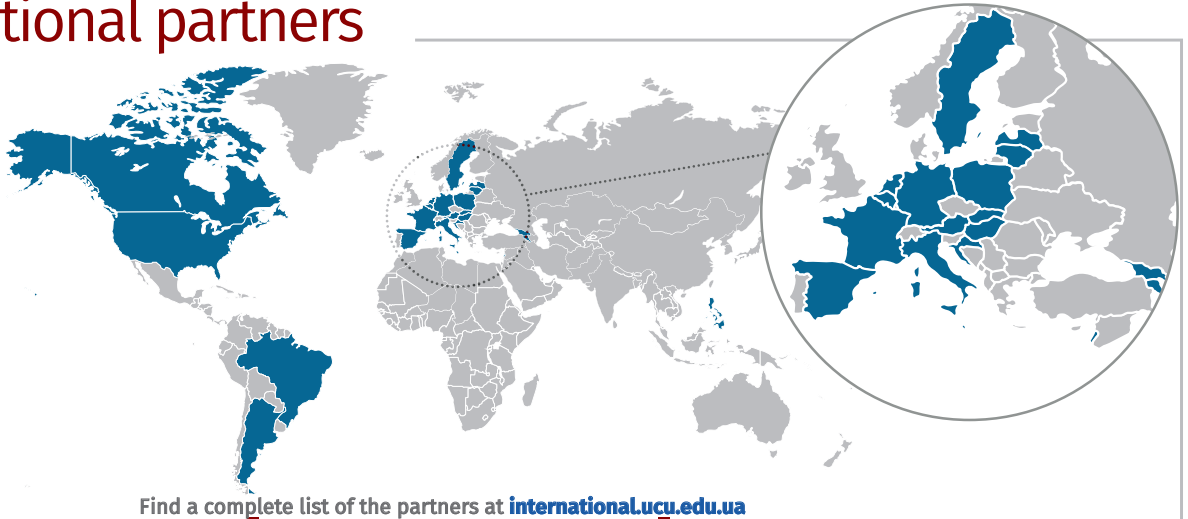 tional partners
Find a complete list of the partners at international.ucu.edu.ua